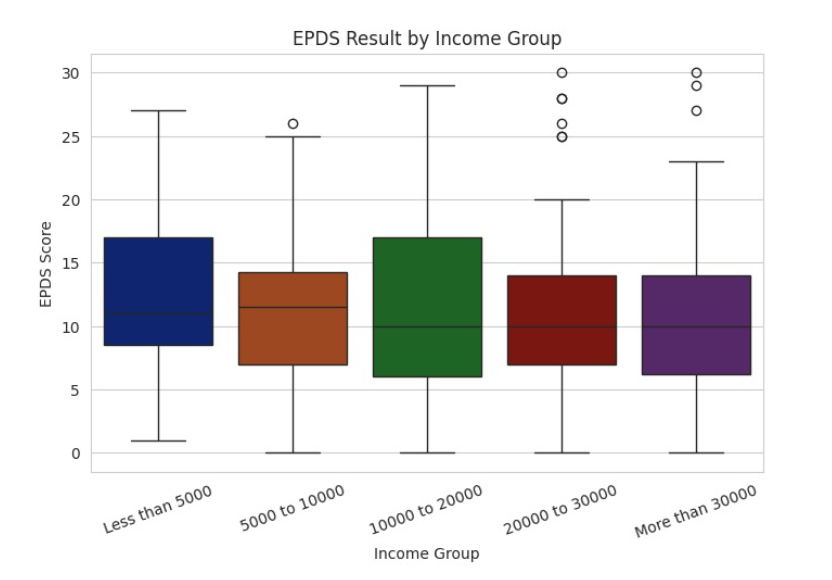 EPDS Result by Income Group
30
25
20
15
10
5
0
EPDS Score
Less than 5000
5000 to 10000
10000 to 20000
20000 to 30000
More than 30000
Income Group